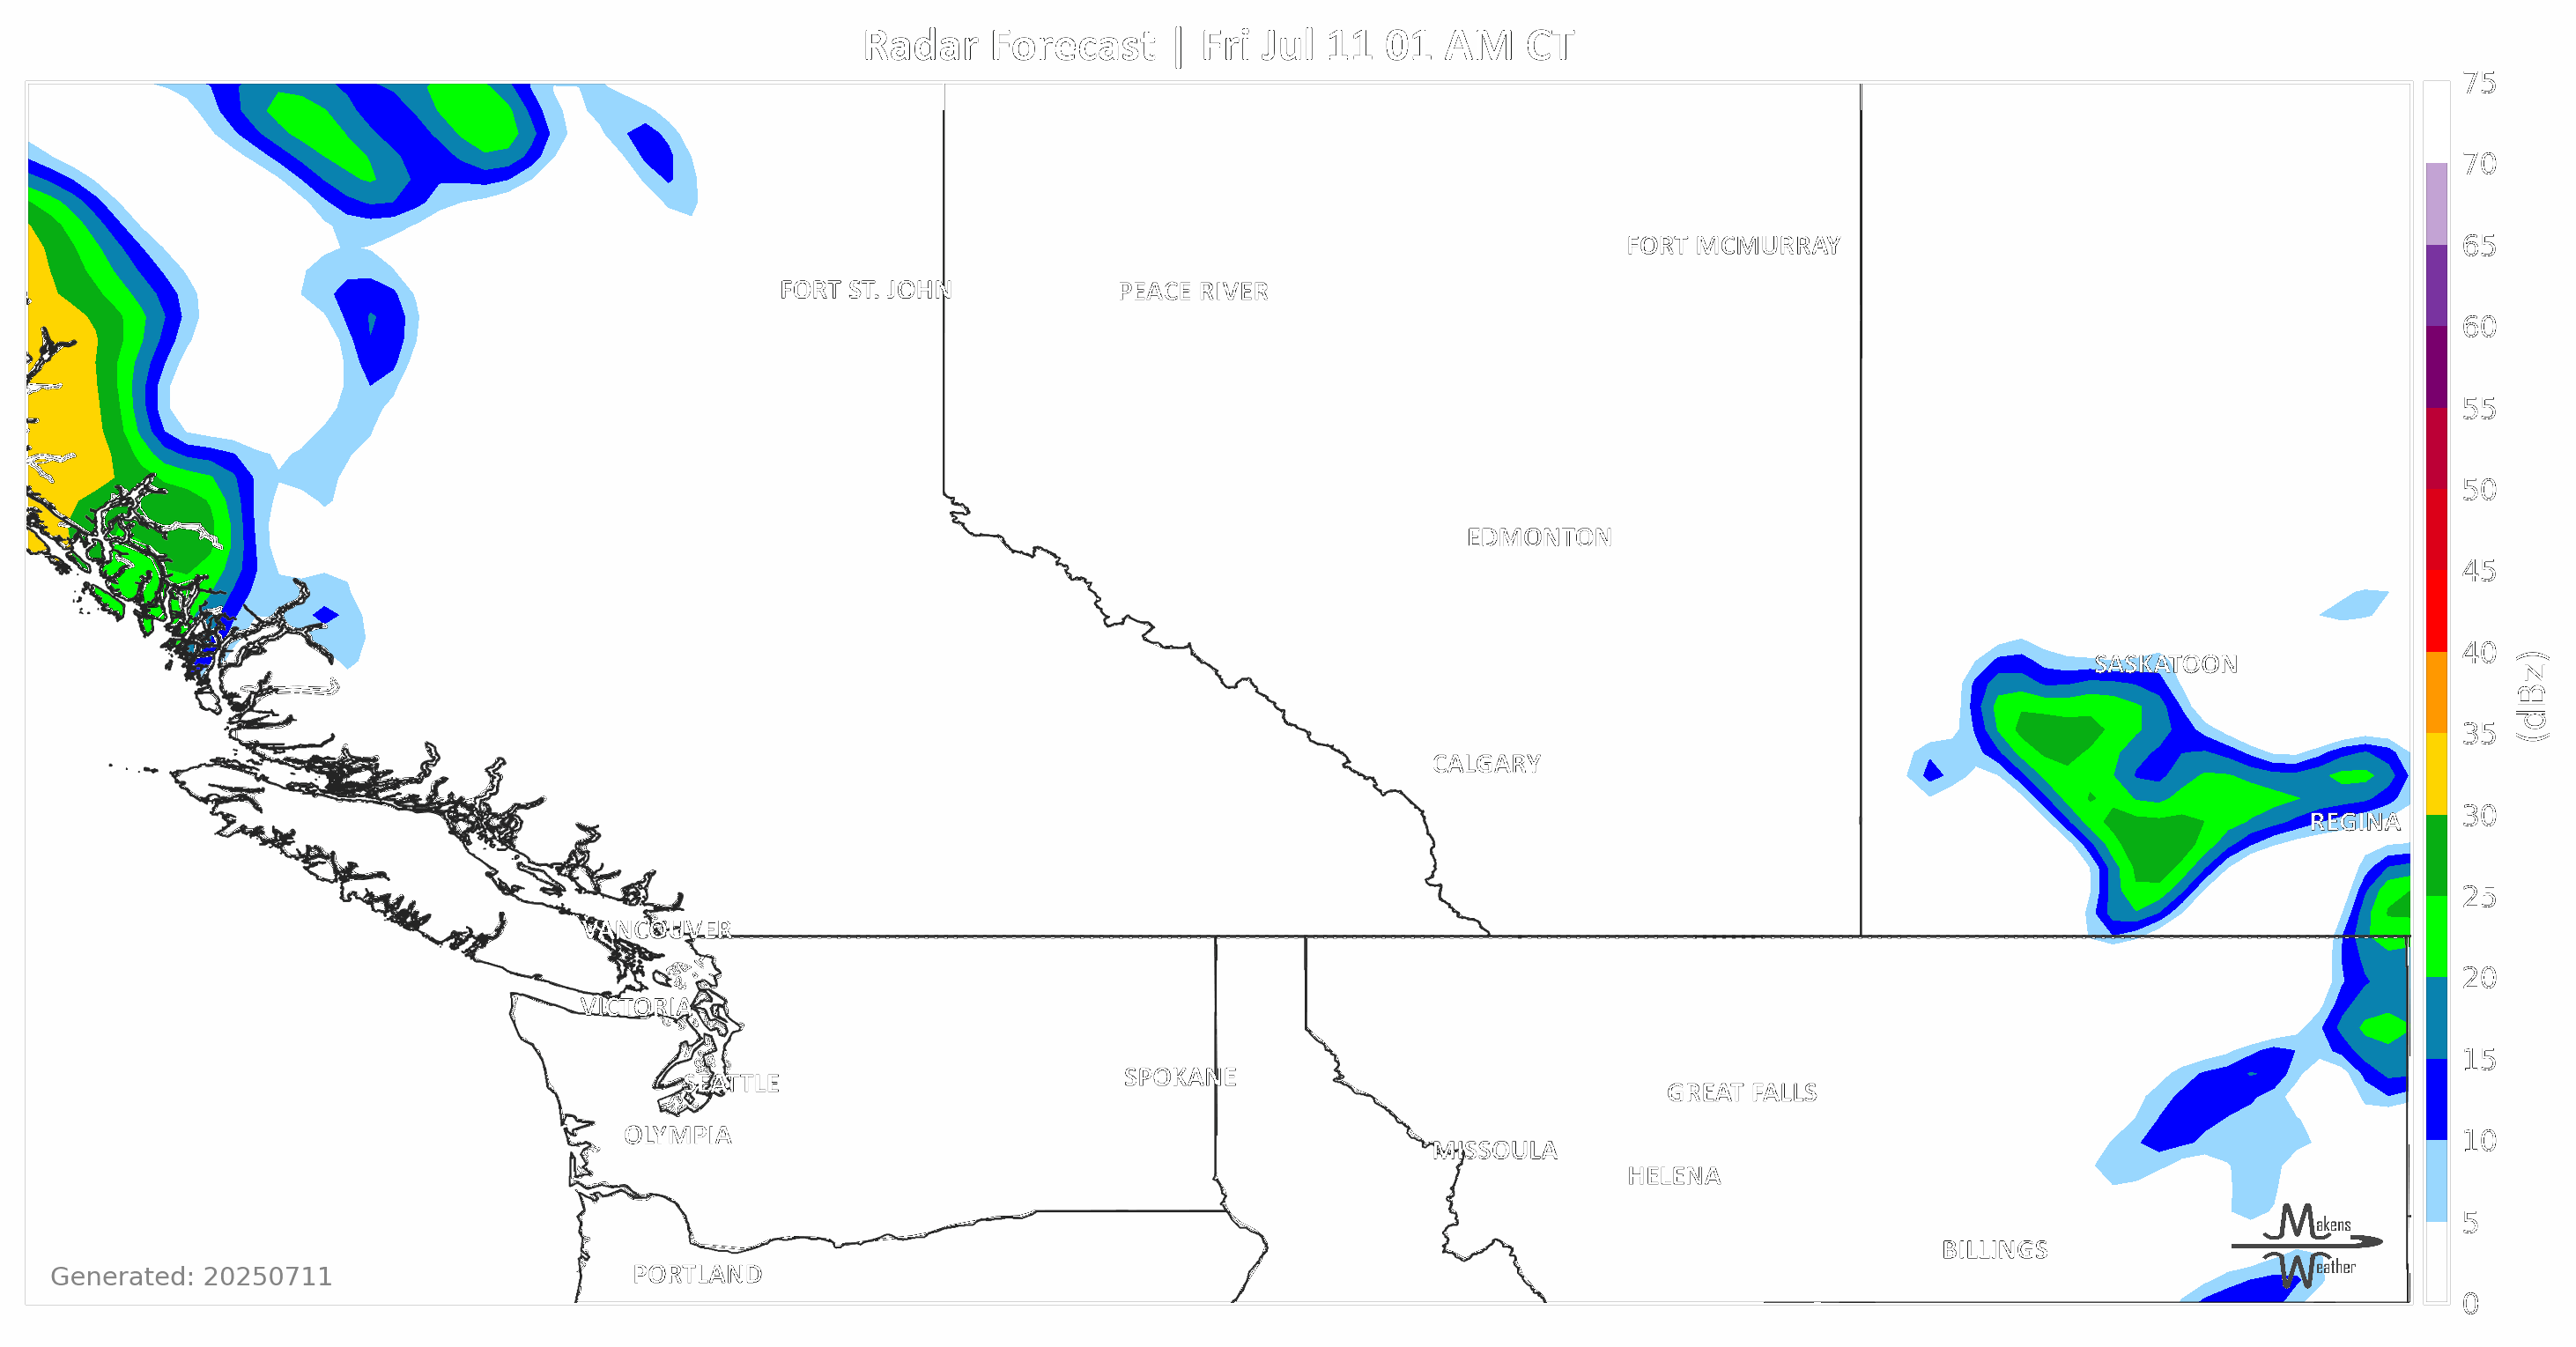 Radar Forecast | Fri Jul 11 01 AM CT
75
70
FORT MCMURRAY
65
FORT ST. JOHN
PEACE RIVER
60
55
50
EDMONTON
45
SASKATOON
40
(dBz)
35
CALGARY
30
REGINA
25
VANCOUVER
20
VICTORIA
15
SEATTLE
SPOKANE
GREAT FALLS
OLYMPIA
10
MISSOULA
HELENA
5
Makens
Weather
BILLINGS
Generated: 20250711
PORTLAND
0